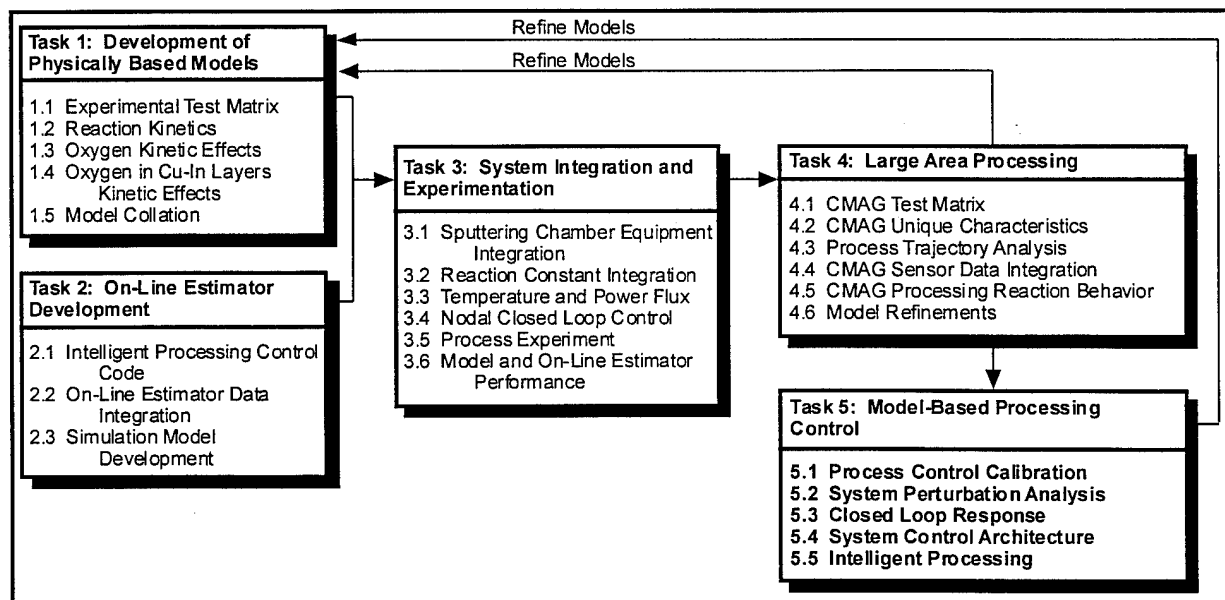 Refine Models
Refine Models
Task 1: Development of
Physically Based Models
1.1 Experimental Test Matrix
1.2 Reaction Kinetics
1.3 Oxygen Kinetic Effects
1.4 Oxygen in Cu-In Layers
Kinetic Effects
1.5 Model Collation
Task 2: On-Line Estimator
Development
2.1 Intelligent Processing Control
Code
2.2 On-Line Estimator Data
Integration
2.3 Simulation Model
Development
Task 3: System Integration and
Experimentation
3.1 Sputtering Chamber Equipment
Integration
3.2 Reaction Constant Integration
3.3 Temperature and Power Flux
3.4 Nodal Closed Loop Control
3.5 Process Experiment
3.6 Model and On-Line Estimator
Performance
Task 4: Large Area Processing
4.1 CMAG Test Matrix
4.2 CMAG Unique Characteristics
4.3 Process Trajectory Analysis
4.4 CMAG Sensor Data Integration
4.5 CMAG Processing Reaction Behavior
4.6 Model Refinements
Task 5: Model-Based Processing
Control
5.1 Process Control Calibration
5.2 System Perturbation Analysis
5.3 Closed Loop Response
5.4 System Control Architecture
5.5 Intelligent Processing